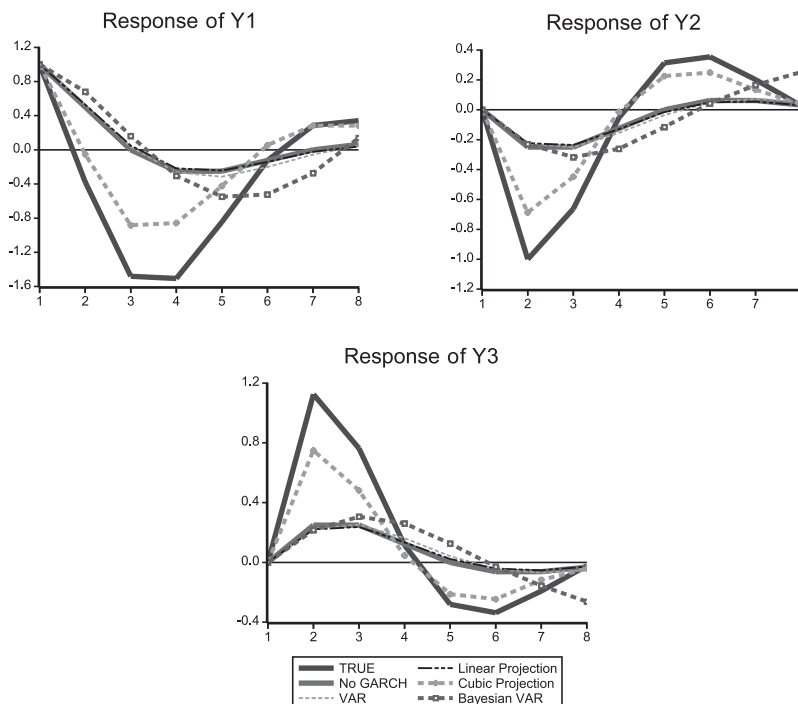 Response of Y1
1.2
0.8
0.4
0.0
-0.4
-0.8
-1.2
-1.6
1 2 3 4 5 6 7 8
Response of Y2
0.4
0.2
0.0
-0.2
-0.4
-0.6
-0.8
-1.0
-1.2
1 2 3 4 5 6 7
Response of Y3
1.2
0.8
0.4
0.0
-0.4
1 2 3 4 5 6 7 8
TRUE Linear Projection
No GARCH Cubic Projection
VAR Bayesian VAR